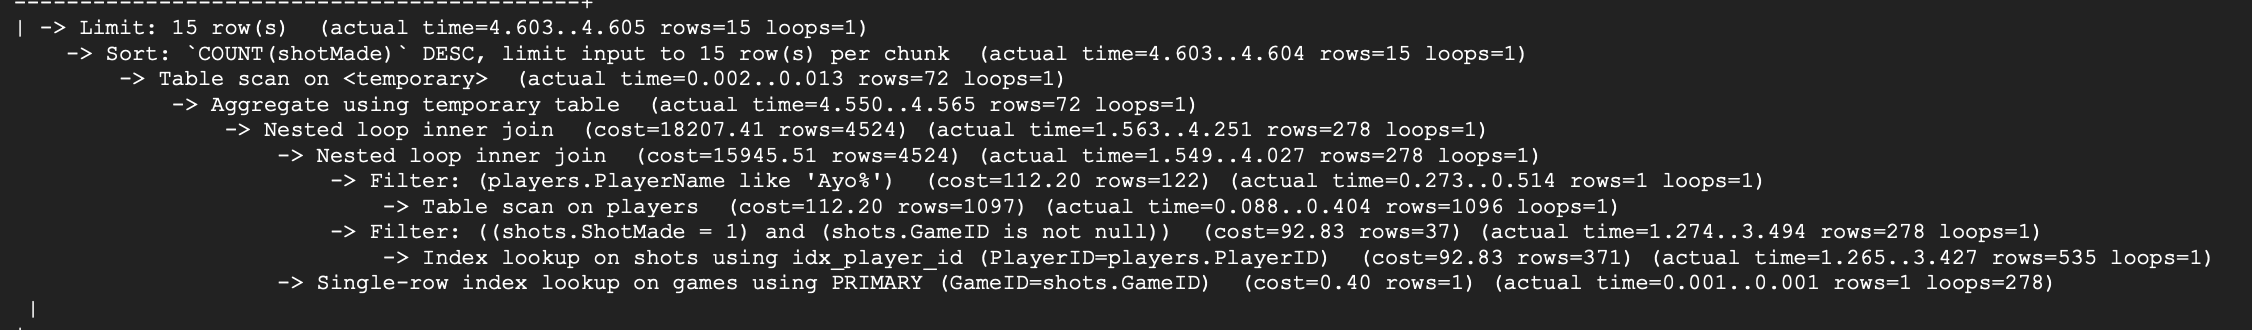 -------------------------------------------+
| -> Limit: 15 row(s)  (actual time=4.603..4.605 rows=15 loops=1)
    -> Sort: `COUNT(shotMade)` DESC, limit input to 15 row(s) per chunk  (actual time=4.603..4.604 rows=15 loops=1)
        -> Table scan on <temporary>  (actual time=0.002..0.013 rows=72 loops=1)
            -> Aggregate using temporary table  (actual time=4.550..4.565 rows=72 loops=1)
                -> Nested loop inner join  (cost=18207.41 rows=4524) (actual time=1.563..4.251 rows=278 loops=1)
                    -> Nested loop inner join  (cost=15945.51 rows=4524) (actual time=1.549..4.027 rows=278 loops=1)
                        -> Filter: (players.PlayerName like 'Ayo%')  (cost=112.20 rows=122) (actual time=0.273..0.514 rows=1 loops=1)
                            -> Table scan on players  (cost=112.20 rows=1097) (actual time=0.088..0.404 rows=1096 loops=1)
                        -> Filter: ((shots.ShotMade = 1) and (shots.GameID is not null))  (cost=92.83 rows=37) (actual time=1.274..3.494 rows=278 loops=1)
                            -> Index lookup on shots using idx_player_id (PlayerID=players.PlayerID)  (cost=92.83 rows=371) (actual time=1.265..3.427 rows=535 loops=1)
                    -> Single-row index lookup on games using PRIMARY (GameID=shots.GameID)  (cost=0.40 rows=1) (actual time=0.001..0.001 rows=1 loops=278)
 |